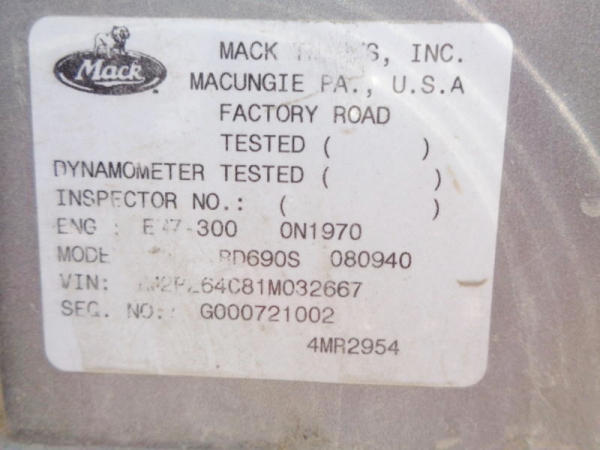 Mack
MACK INC.
MACUNGIE PA., U.S.A
FACTORY ROAD
TESTED ( )
DYNAMOMETER TESTED ( )
INSPECTOR NO.: ( )
ENG : 0N1970
RD690S 080940
VIN:
SEQ. NO.: G000721002
4MR2954